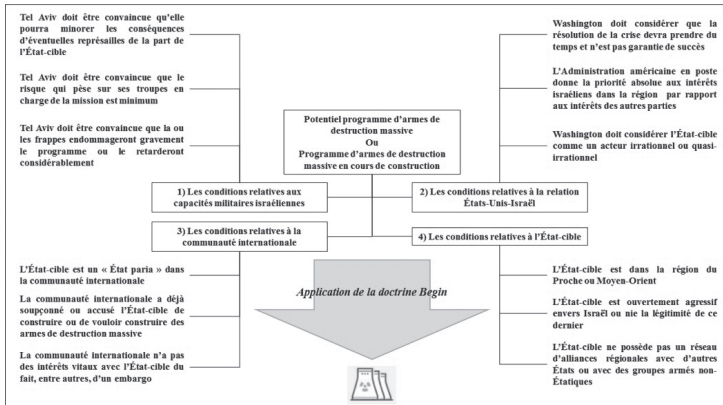 Tel Aviv doit être convaincue qu'elle
pourra minorer les conséquences
d'éventuelles représailles de la part de
l'État-cible
Tel Aviv doit être convaincue que le
risque qui pèse sur ses troupes en
charge de la mission est minimum
Tel Aviv doit être convaincue que la ou
les frappes endommageront gravement
le programme ou le retarderont
considérablement
Washington doit considérer que la
résolution de la crise devra prendre du
temps et n'est pas garantie de succès
L'Administration américaine en poste
donne la priorité absolue aux intérêts
israéliens dans la région par rapport
aux intérêts des autres parties
Washington doit considérer l'État-cible
comme un acteur irrationnel ou quasi-
irrationnel
Potentiel programme d'armes de
destruction massive
Ou
Programme d'armes de destruction
massive en cours de construction
1) Les conditions relatives aux
capacités militaires israéliennes
2) Les conditions relatives à la relation
États-Unis-Israël
3) Les conditions relatives à la
communauté internationale
4) Les conditions relatives à l'État-cible
L'État-cible est un « État paria » dans
la communauté internationale
La communauté internationale a déjà
soupçonné ou accusé l'État-cible de
construire ou de vouloir construire des
armes de destruction massive
La communauté internationale n'a pas
des intérêts vitaux avec l'État-cible du
fait, entre autres, d'un embargo
Application de la doctrine Begin
L'État-cible est dans la région du
Proche ou Moyen-Orient
L'État-cible est ouvertement agressif
envers Israël ou nie la légitimité de ce
dernier
L'État-cible ne possède pas un réseau
d'alliances régionales avec d'autres
États ou avec des groupes armés non-
Étatiques